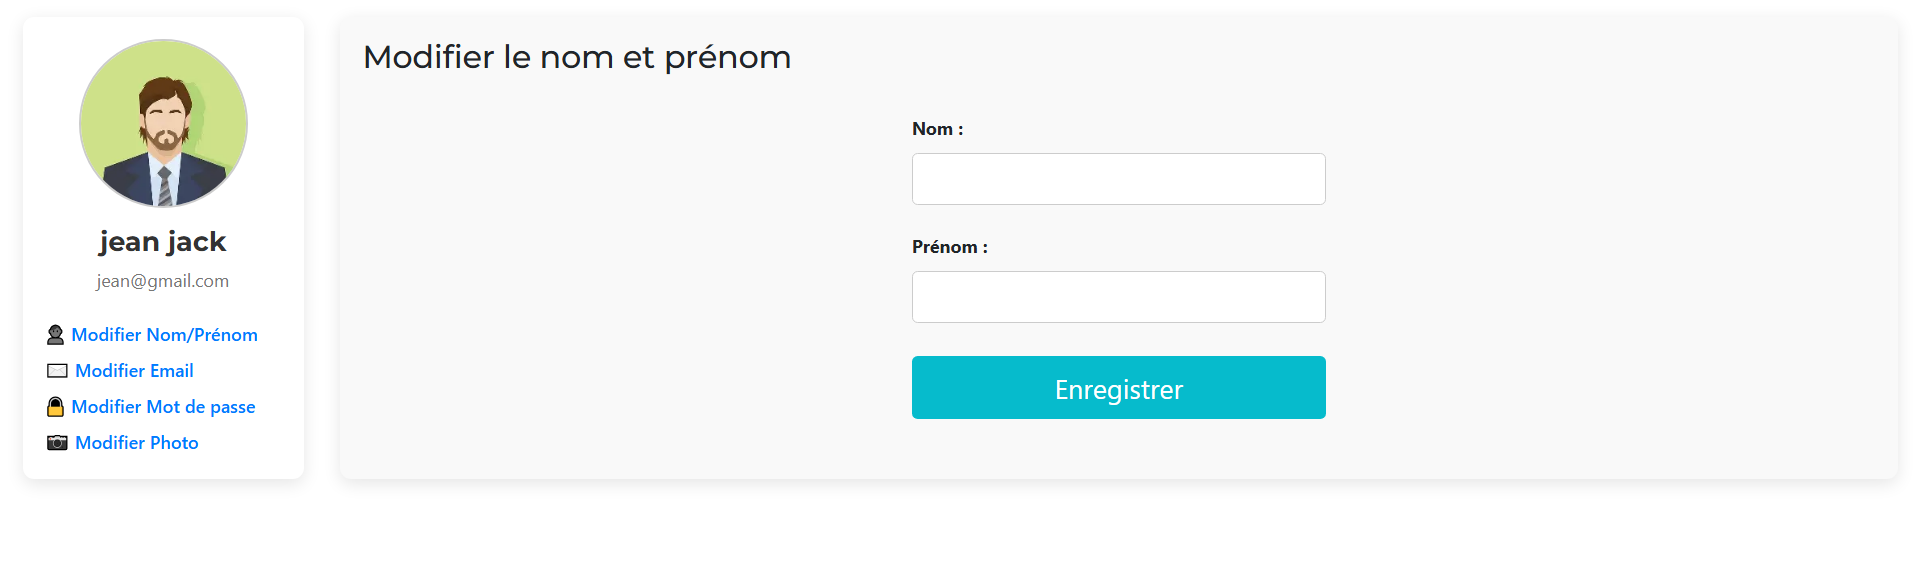 jean jack
jean@gmail.com
Modifier Nom/Prénom
Modifier Email
Modifier Mot de passe
Modifier Photo
Modifier le nom et prénom
Nom :
Prénom :
Enregistrer